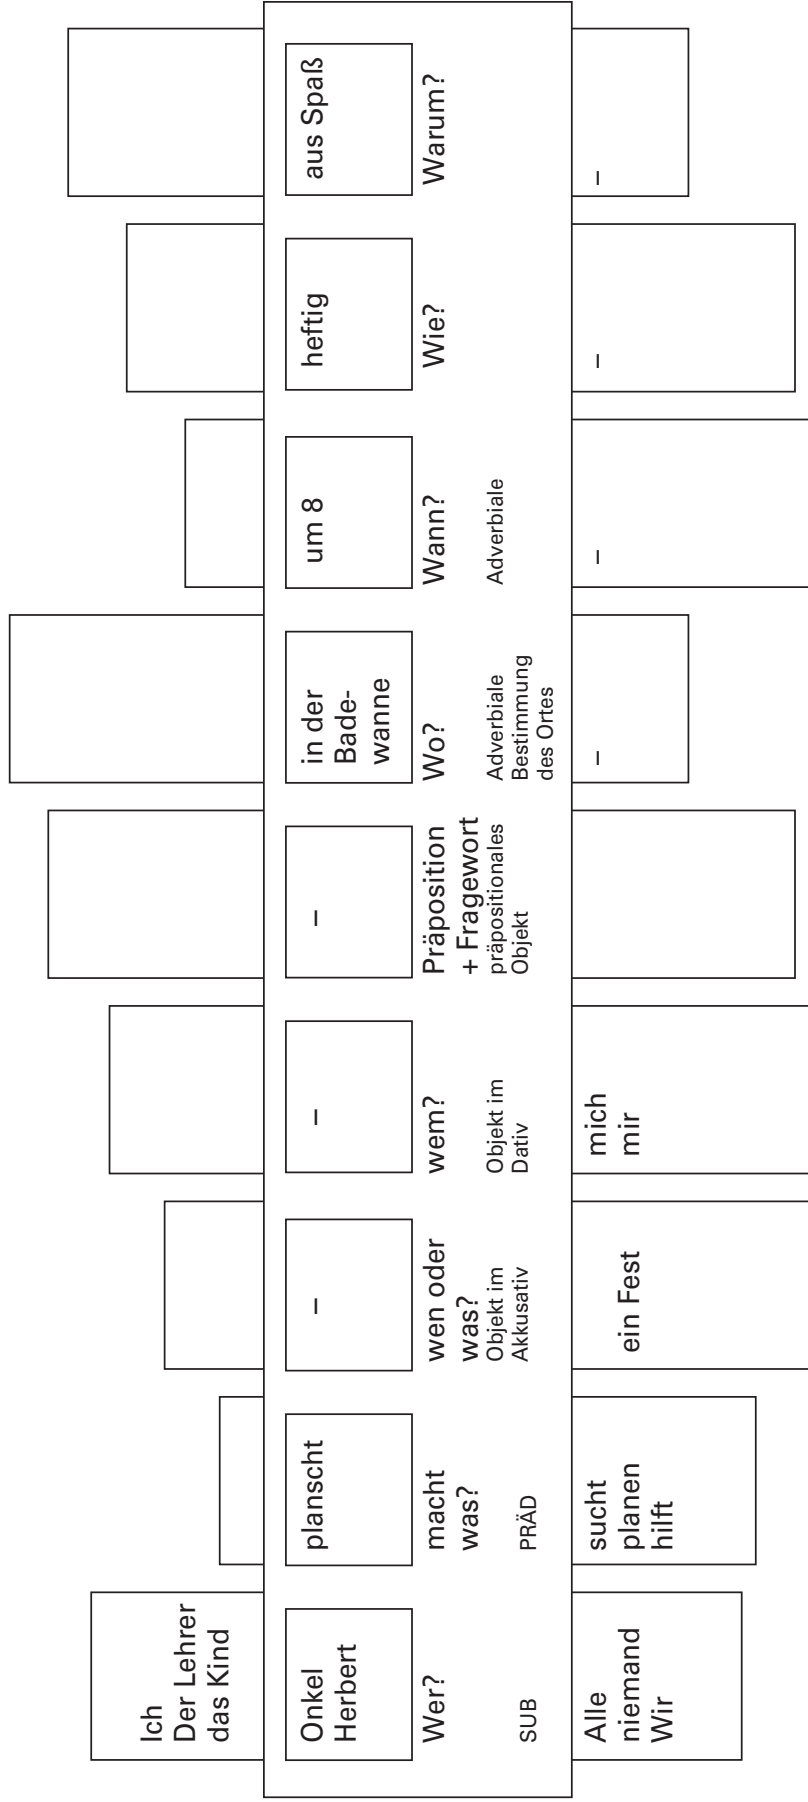 Ich
Der Lehrer
das Kind
Onkel
Herbert
Wer?
SUB
Alle
niemand
Wir
planscht
macht
was?
PRÄD
sucht
planen
hilft
–
wen oder
was?
Objekt im
Akkusativ
ein Fest
–
wem?
Objekt im
Dativ
mich
mir
–
Präposition
+ Fragewort
präpositionales
Objekt
in der
Bade-
wanne
Wo?
Adverbiale
Bestimmung
des Ortes
–
um 8
Wann?
Adverbiale
–
heftig
Wie?
–
aus Spaß
Warum?
–